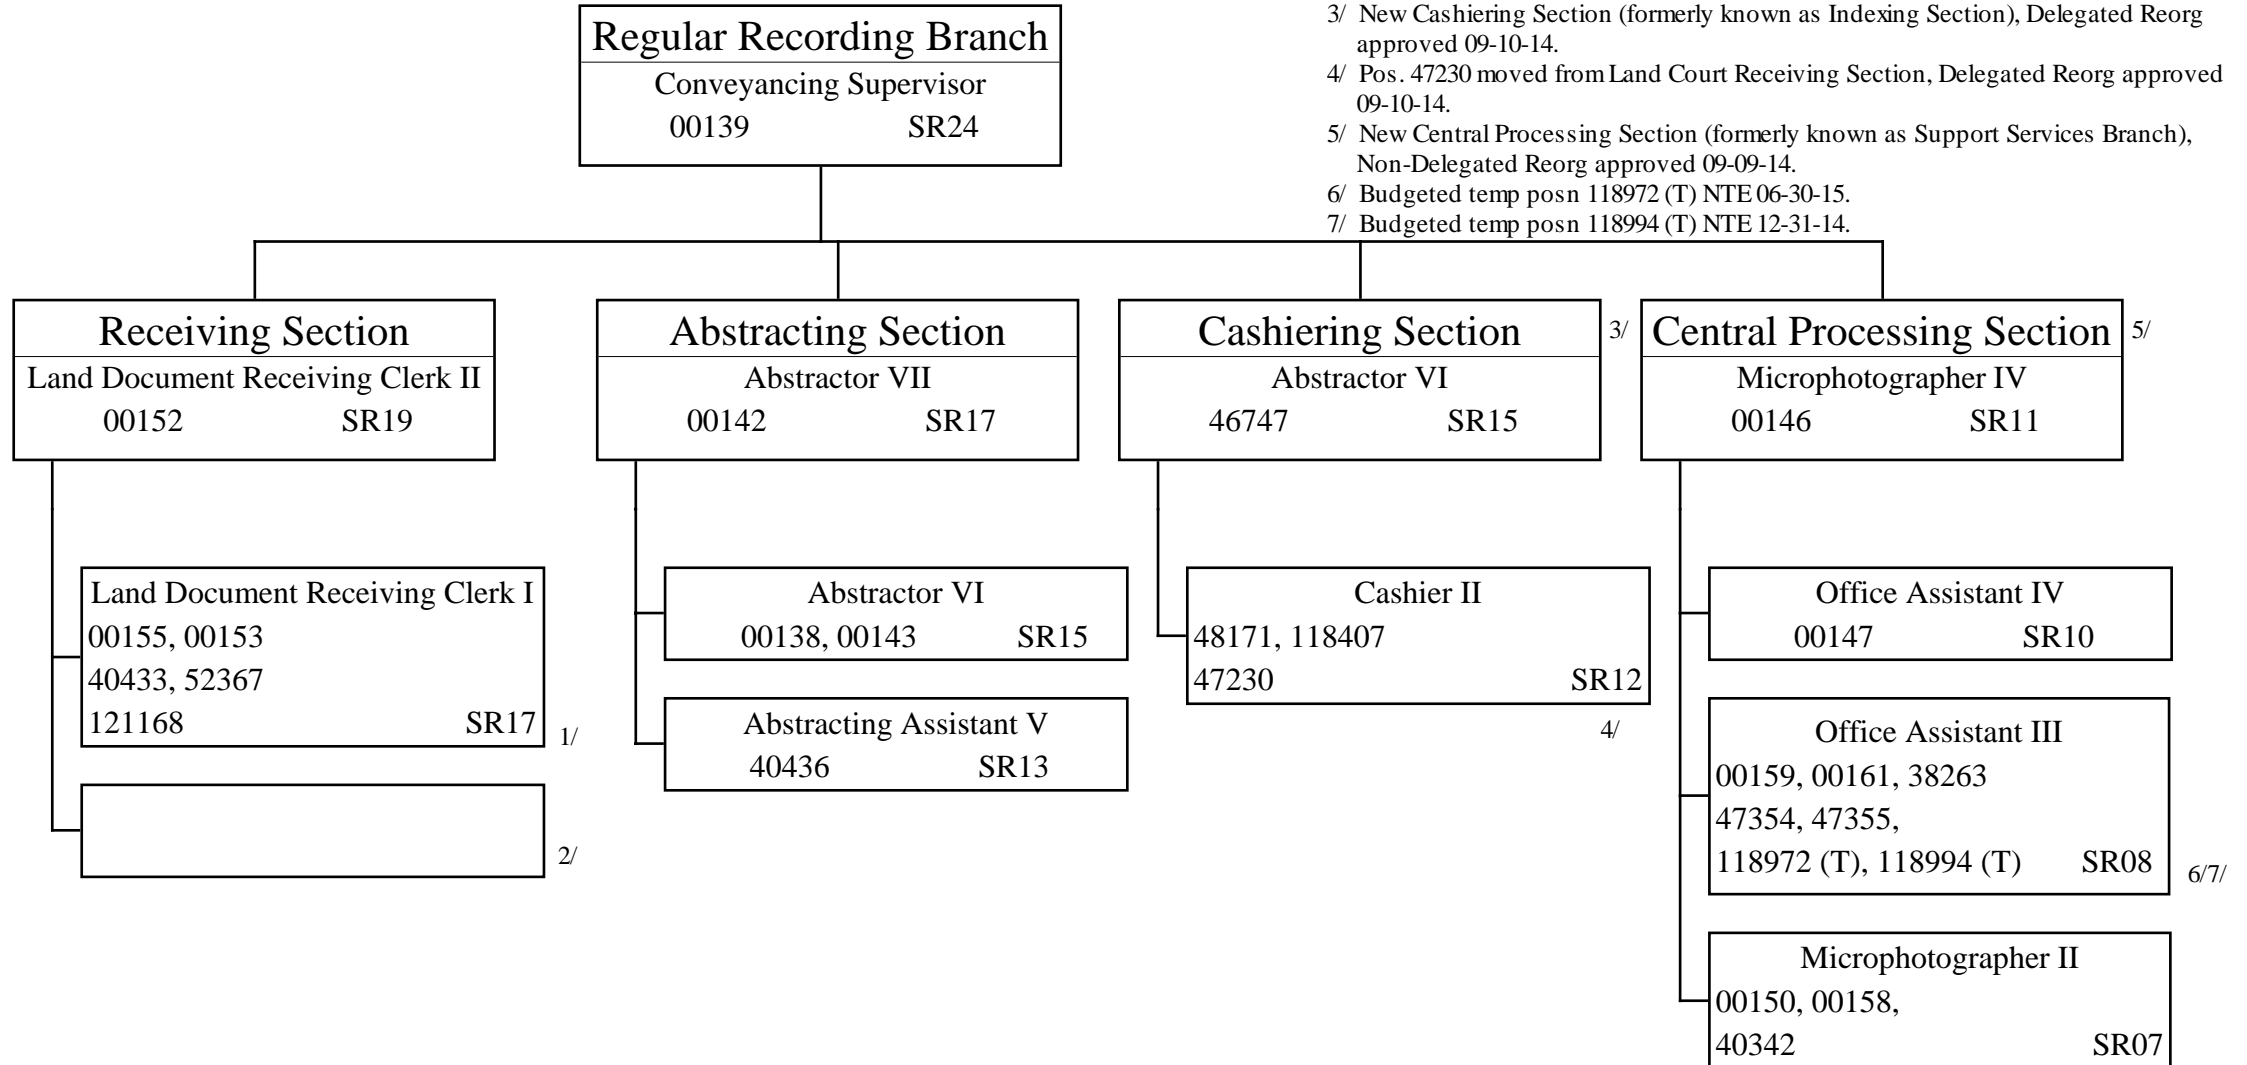 Regular Recording Branch
Conveyancing Supervisor
00139 SR24
3/ New Cashiering Section (formerly known as Indexing Section), Delegated Reorg
approved 09-10-14.
4/ Pos. 47230 moved from Land Court Receiving Section, Delegated Reorg approved
09-10-14.
5/ New Central Processing Section (formerly known as Support Services Branch),
Non-Delegated Reorg approved 09-09-14.
6/ Budgeted temp posn 118972 (T) NTE 06-30-15.
7/ Budgeted temp posn 118994 (T) NTE 12-31-14.
Receiving Section
Land Document Receiving Clerk II
00152 SR19
Land Document Receiving Clerk I
00155, 00153
40433, 52367
121168 SR17
1/
2/
Abstracting Section
Abstractor VII
00142 SR17
Abstractor VI
00138, 00143 SR15
Abstracting Assistant V
40436 SR13
Cashiering Section
3/
Abstractor VI
46747 SR15
Cashier II
48171, 118407
47230 SR12
4/
Central Processing Section
5/
Microphotographer IV
00146 SR11
Office Assistant IV
00147 SR10
Office Assistant III
00159, 00161, 38263
47354, 47355,
118972 (T), 118994 (T) SR08
6/7/
Microphotographer II
00150, 00158,
40342 SR07